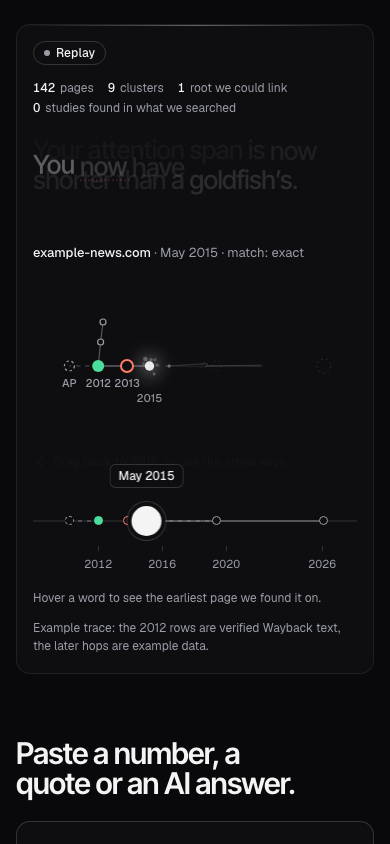 Replay
142 pages 9 clusters 1 root we could link
0 studies found in what we searched
Your attention span is now
You now have
shorter than a goldfish's.
example-news.com · May 2015 · match: exact
AP 2012 2013
2015
May 2015
2012 2016 2020 2026
Hover a word to see the earliest page we found it on.
Example trace: the 2012 rows are verified Wayback text,
the later hops are example data.
Paste a number, a
quote or an AI answer.